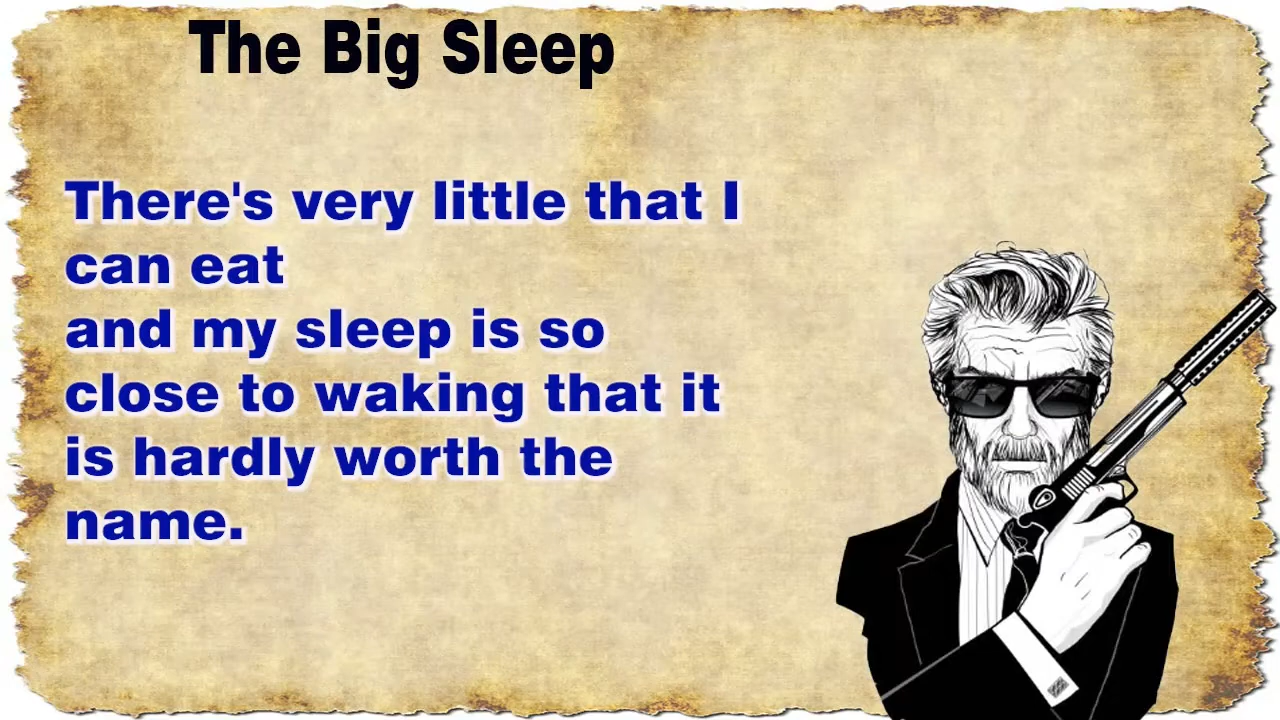 The Big Sleep
There's very little that I
can eat
and my sleep is so
close to waking that it
is hardly worth the
name.